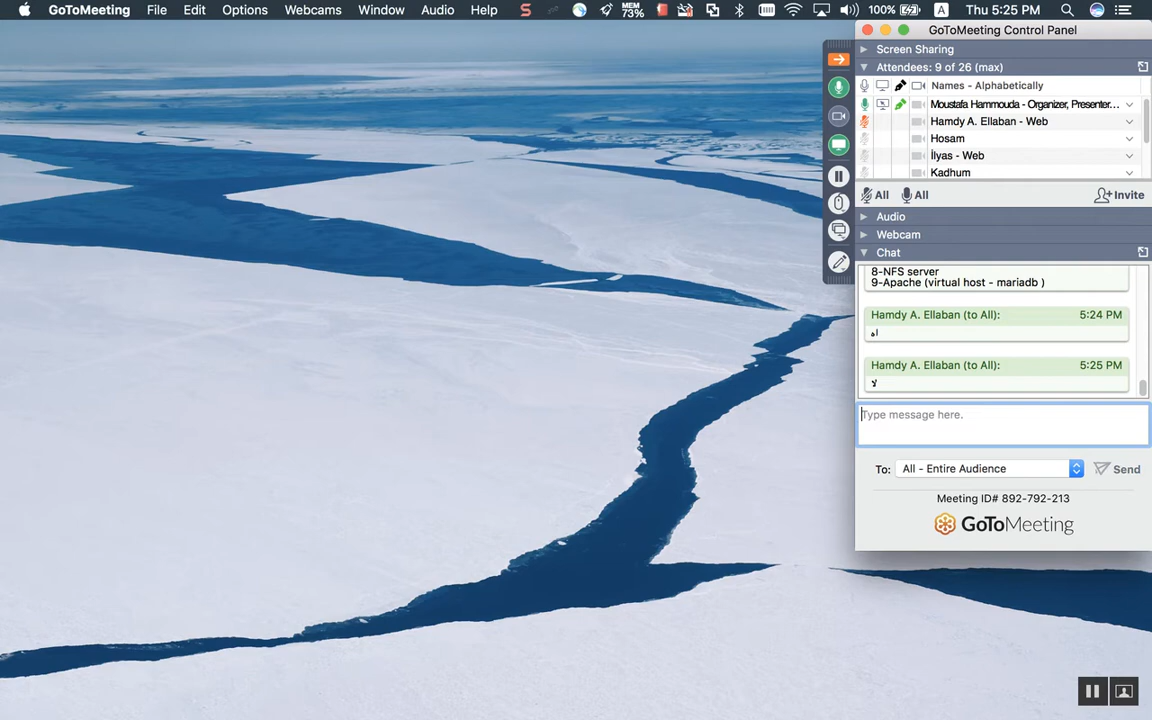 GoToMeeting File Edit Options Webcams Window Audio Help MEM 73% 100% A Thu 5:25 PM
GoToMeeting Control Panel
Screen Sharing
Attendees: 9 of 26 (max)
Names - Alphabetically
Moustafa Hammouda - Organizer, Presenter...
Hamdy A. Ellaban - Web
Hosam
İlyas - Web
Kadhum
All All Invite
Audio
Webcam
Chat
8-NFS server
9-Apache (virtual host - mariadb )
Hamdy A. Ellaban (to All): 5:24 PM
اه
Hamdy A. Ellaban (to All): 5:25 PM
لا
Type message here.
To: All - Entire Audience Send
Meeting ID# 892-792-213
GoToMeeting